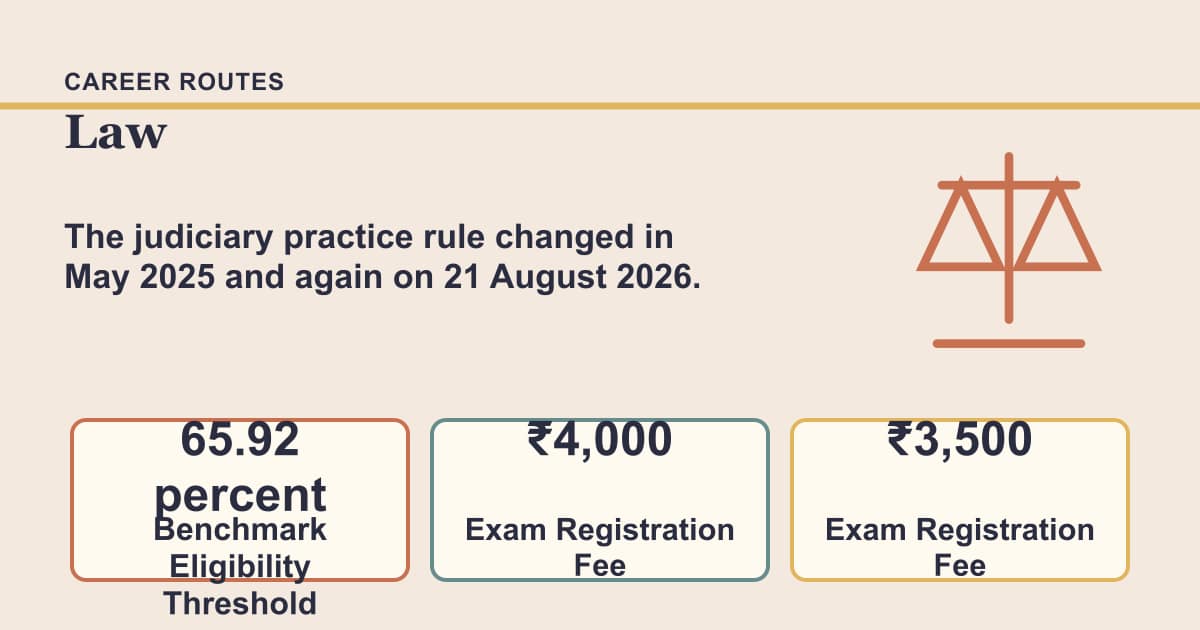 CAREER ROUTES
Law
The judiciary practice rule changed in
May 2025 and again on 21 August 2026.
65.92
percent
Benchmark
Eligibility
Threshold
₹4,000
Exam Registration
Fee
₹3,500
Exam Registration
Fee